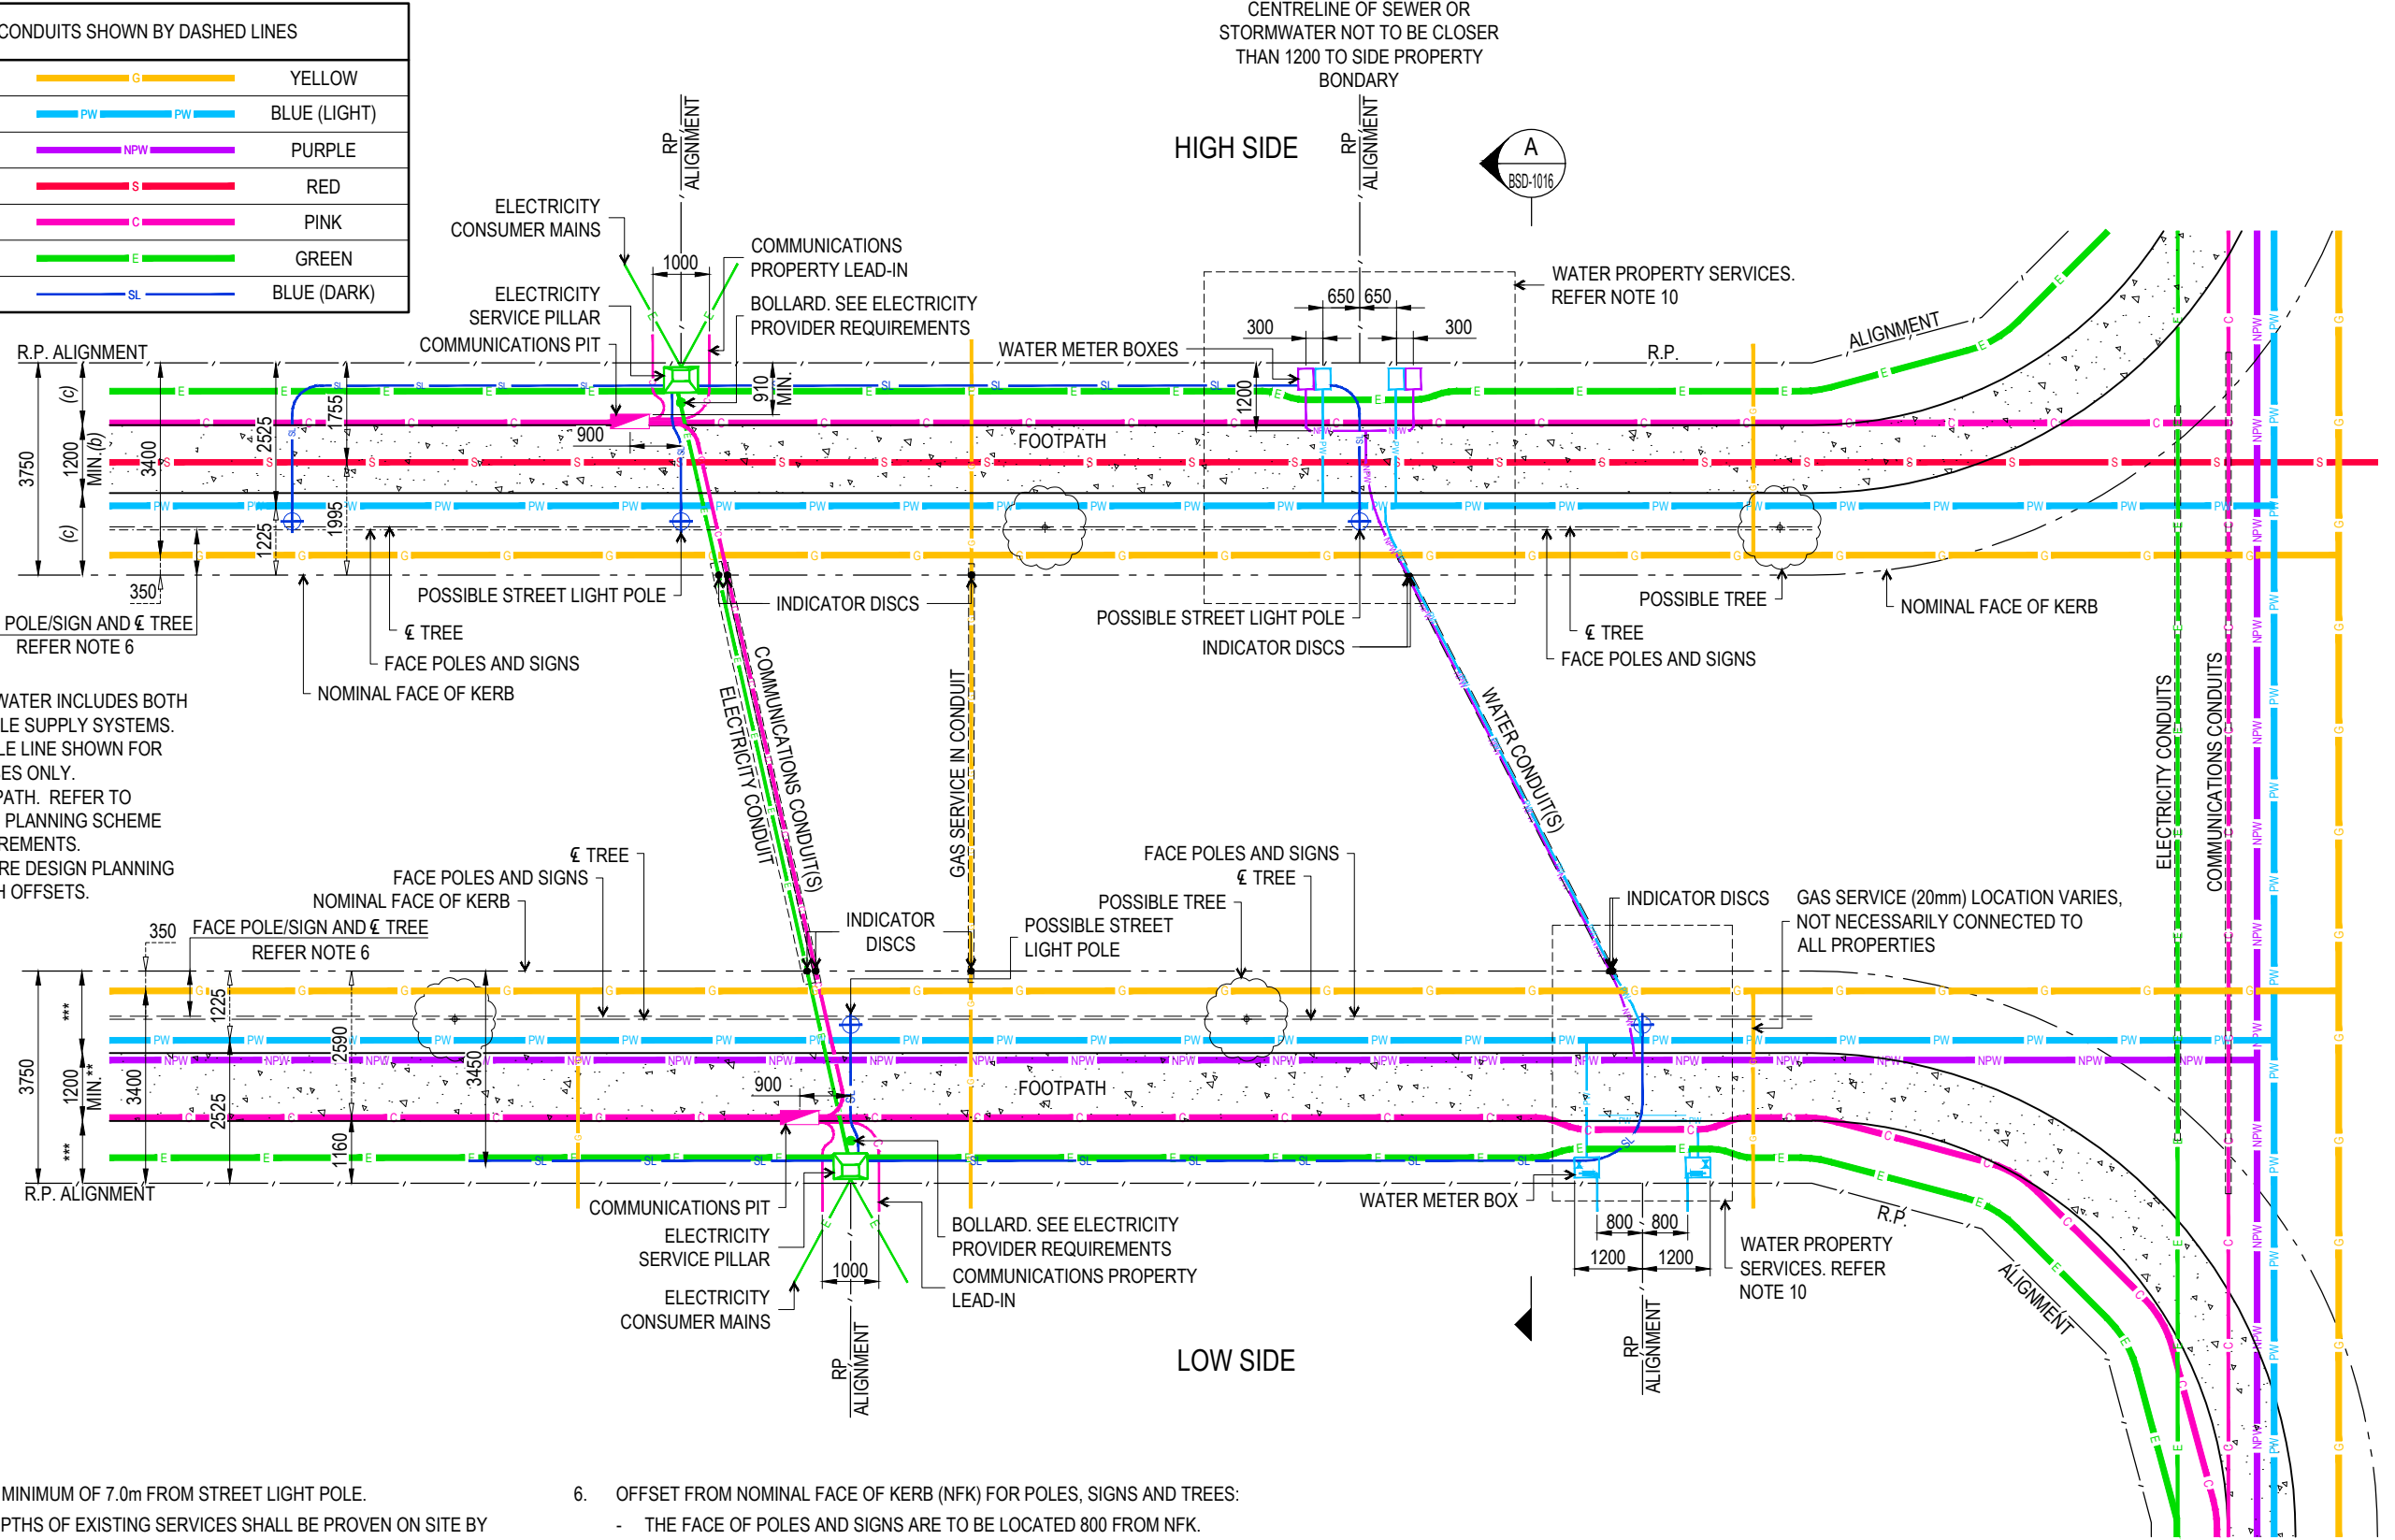 CONDUITS SHOWN BY DASHED LINES
G YELLOW
PW PW BLUE (LIGHT)
NPW PURPLE
S RED
C PINK
E GREEN
SL BLUE (DARK)
CENTRELINE OF SEWER OR
STORMWATER NOT TO BE CLOSER
THAN 1200 TO SIDE PROPERTY
BONDARY
RP
ALIGNMENT
HIGH SIDE
RP
ALIGNMENT
A
BSD-1016
ELECTRICITY
CONSUMER MAINS
1000
COMMUNICATIONS
PROPERTY LEAD-IN
ELECTRICITY
SERVICE PILLAR
BOLLARD. SEE ELECTRICITY
PROVIDER REQUIREMENTS
COMMUNICATIONS PIT
WATER PROPERTY SERVICES.
REFER NOTE 10
650 650
300
300
WATER METER BOXES
R.P. ALIGNMENT
R.P.
ALIGNMENT
3750
(c)
1200
MIN.(b)
(c)
3400
2525
1755
1225
1995
350
900
910
MIN.
1200
FOOTPATH
POSSIBLE STREET LIGHT POLE
INDICATOR DISCS
POSSIBLE STREET LIGHT POLE
INDICATOR DISCS
POSSIBLE TREE
NOMINAL FACE OF KERB
POLE/SIGN AND ℄ TREE
REFER NOTE 6
℄ TREE
FACE POLES AND SIGNS
NOMINAL FACE OF KERB
℄ TREE
FACE POLES AND SIGNS
WATER INCLUDES BOTH
LE SUPPLY SYSTEMS.
LE LINE SHOWN FOR
ES ONLY.
PATH. REFER TO
PLANNING SCHEME
REMENTS.
RE DESIGN PLANNING
H OFFSETS.
ELECTRICITY CONDUIT
COMMUNICATIONS CONDUIT(S)
GAS SERVICE IN CONDUIT
WATER CONDUIT(S)
ELECTRICITY CONDUITS
COMMUNICATIONS CONDUITS
℄ TREE
FACE POLES AND SIGNS
NOMINAL FACE OF KERB
FACE POLE/SIGN AND ℄ TREE
REFER NOTE 6
350
INDICATOR
DISCS
FACE POLES AND SIGNS
℄ TREE
POSSIBLE TREE
POSSIBLE STREET
LIGHT POLE
INDICATOR DISCS
GAS SERVICE (20mm) LOCATION VARIES,
NOT NECESSARILY CONNECTED TO
ALL PROPERTIES
3750
***
1200
MIN.**
***
3400
1225
2525
2590
1160
3450
900
FOOTPATH
R.P. ALIGNMENT
COMMUNICATIONS PIT
ELECTRICITY
SERVICE PILLAR
1000
ELECTRICITY
CONSUMER MAINS
BOLLARD. SEE ELECTRICITY
PROVIDER REQUIREMENTS
COMMUNICATIONS PROPERTY
LEAD-IN
WATER METER BOX
800 800
1200 1200
WATER PROPERTY
SERVICES. REFER
NOTE 10
R.P.
ALIGNMENT
RP
ALIGNMENT
LOW SIDE
RP
ALIGNMENT
MINIMUM OF 7.0m FROM STREET LIGHT POLE.
PTHS OF EXISTING SERVICES SHALL BE PROVEN ON SITE BY
6. OFFSET FROM NOMINAL FACE OF KERB (NFK) FOR POLES, SIGNS AND TREES:
- THE FACE OF POLES AND SIGNS ARE TO BE LOCATED 800 FROM NFK.